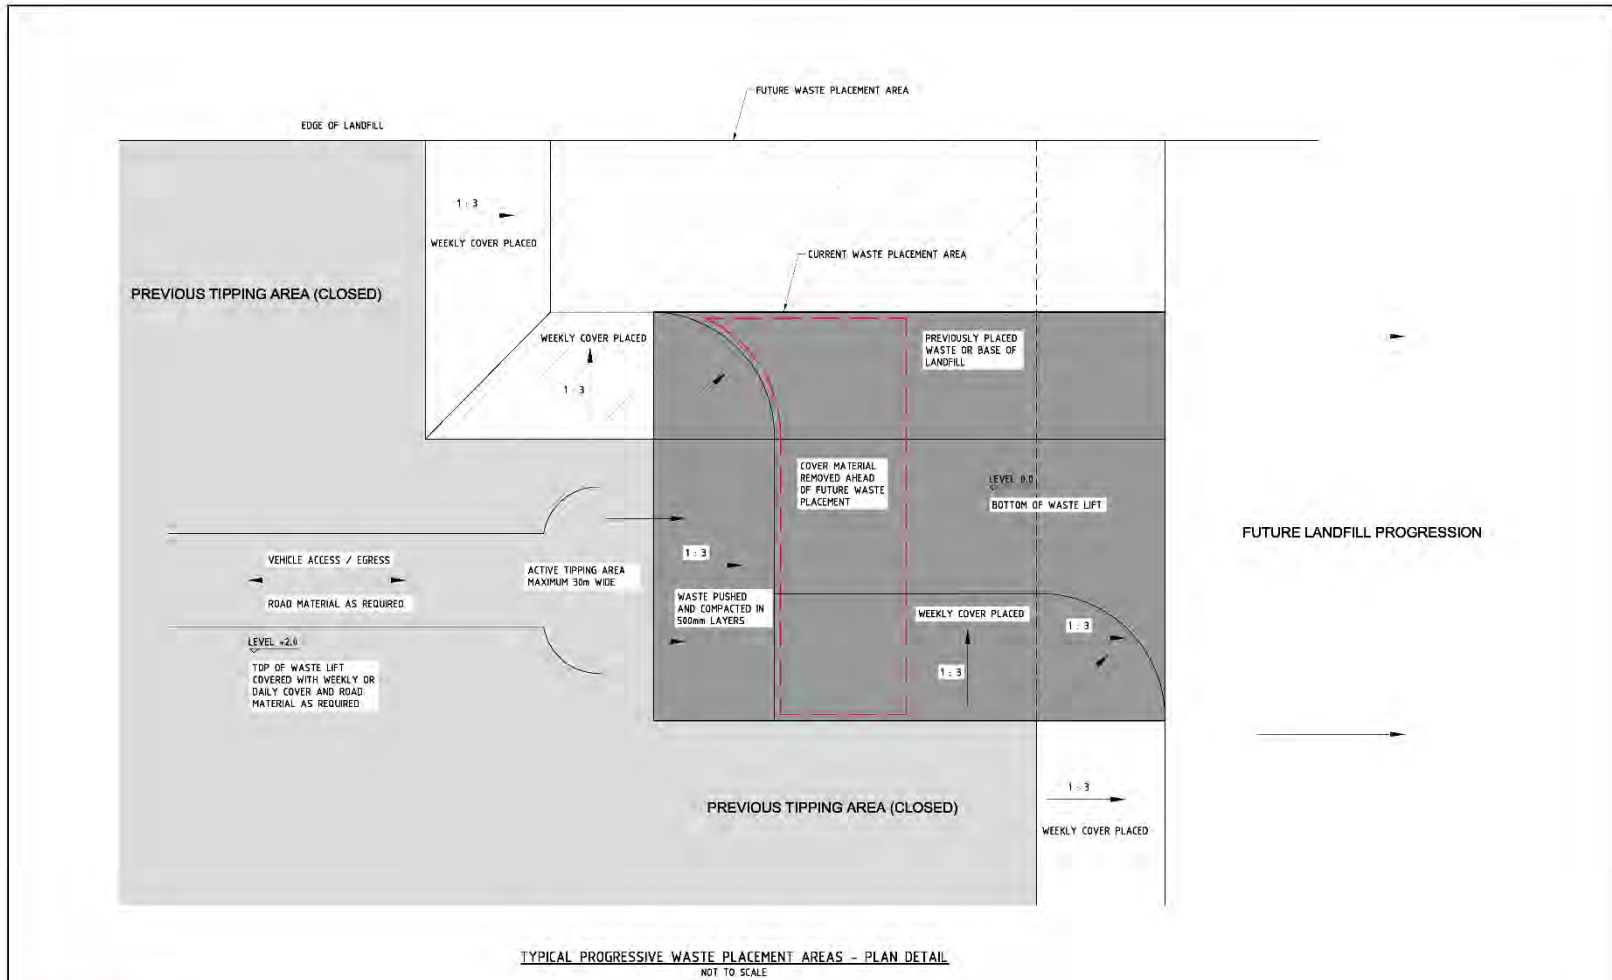 FUTURE WASTE PLACEMENT AREA
EDGE OF LANDFILL
1 : 3
WEEKLY COVER PLACED
CURRENT WASTE PLACEMENT AREA
PREVIOUS TIPPING AREA (CLOSED)
WEEKLY COVER PLACED
1 : 3
PREVIOUSLY PLACED
WASTE OR BASE OF
LANDFILL
COVER MATERIAL
REMOVED AHEAD
OF FUTURE WASTE
PLACEMENT
LEVEL 0.0
BOTTOM OF WASTE LIFT
FUTURE LANDFILL PROGRESSION
VEHICLE ACCESS / EGRESS
ROAD MATERIAL AS REQUIRED
ACTIVE TIPPING AREA
MAXIMUM 30m WIDE
1 : 3
WASTE PUSHED
AND COMPACTED IN
500mm LAYERS
WEEKLY COVER PLACED
1 : 3
1 : 3
LEVEL +2.0
TOP OF WASTE LIFT
COVERED WITH WEEKLY OR
DAILY COVER AND ROAD
MATERIAL AS REQUIRED
PREVIOUS TIPPING AREA (CLOSED)
1 : 3
WEEKLY COVER PLACED
TYPICAL PROGRESSIVE WASTE PLACEMENT AREAS - PLAN DETAIL
NOT TO SCALE